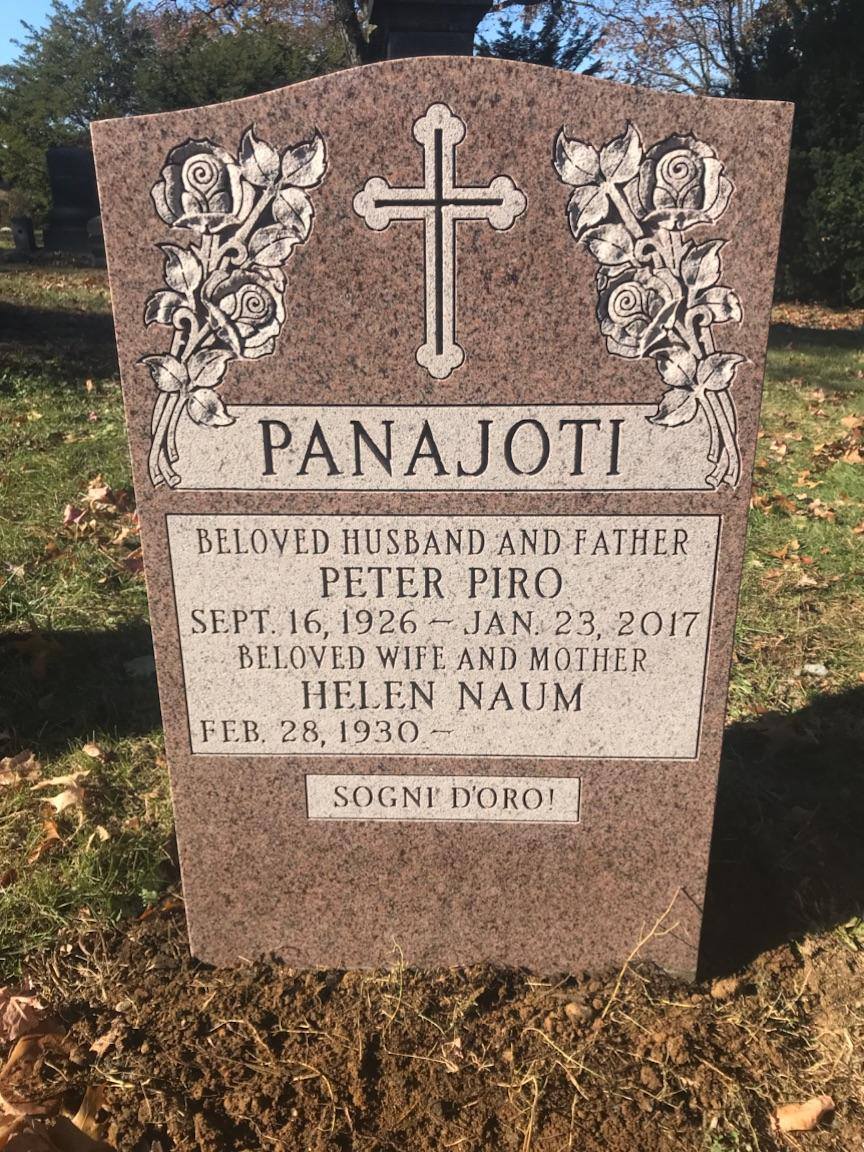 PANAJOTI
BELOVED HUSBAND AND FATHER
PETER PIRO
SEPT. 16, 1926 – JAN. 23, 2017
BELOVED WIFE AND MOTHER
HELEN NAUM
FEB. 28, 1930 –
SOGNI D'ORO!